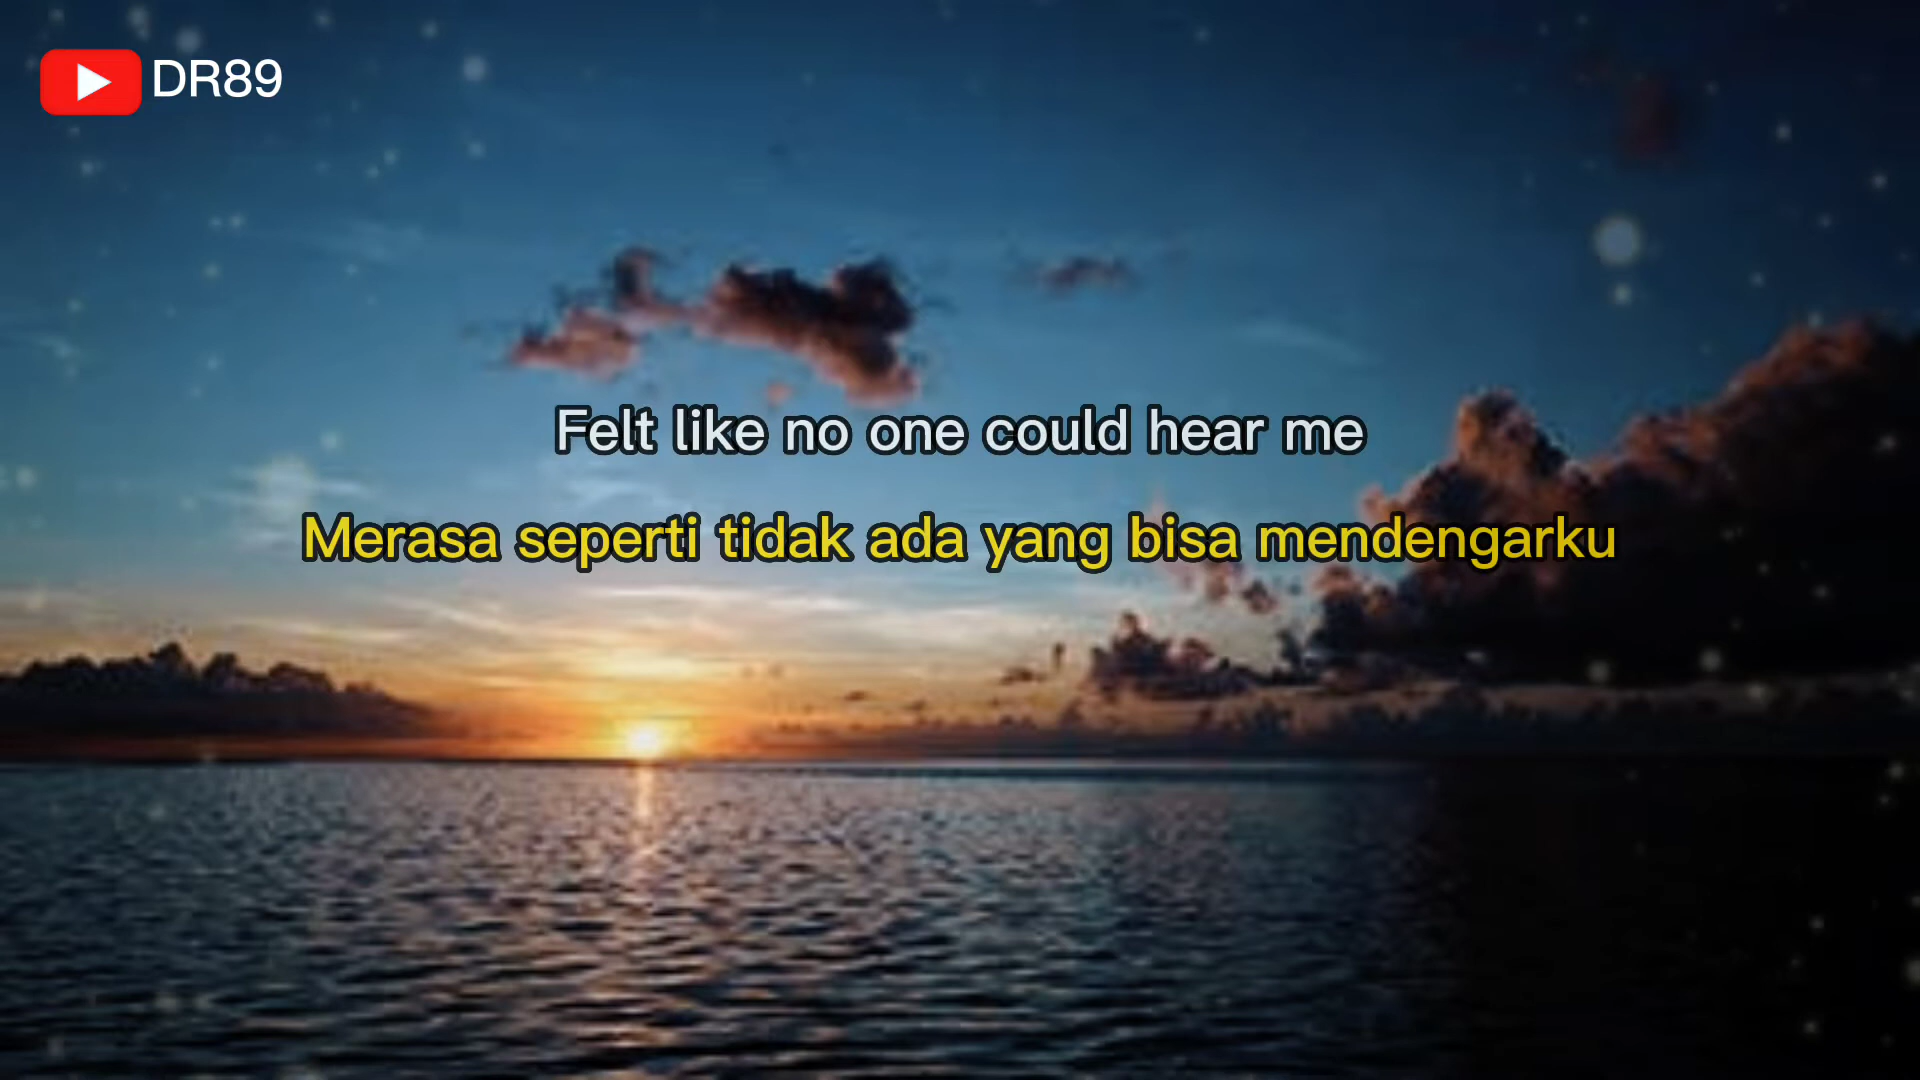 DR89
Felt like no one could hear me
Merasa seperti tidak ada yang bisa mendengarku